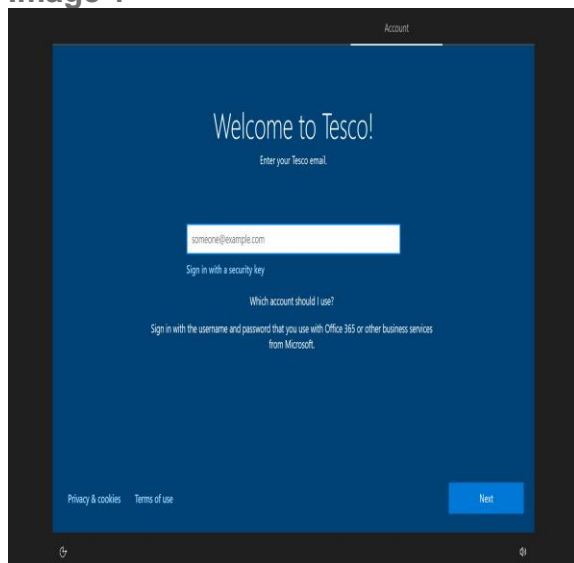 Image 1
Account
Welcome to Tesco!
Enter your Tesco email.
someone@example.com
Sign in with a security key
Which account should I use?
Sign in with the username and password that you use with Office 365 or other business services
from Microsoft.
Privacy & cookies Terms of use
Next